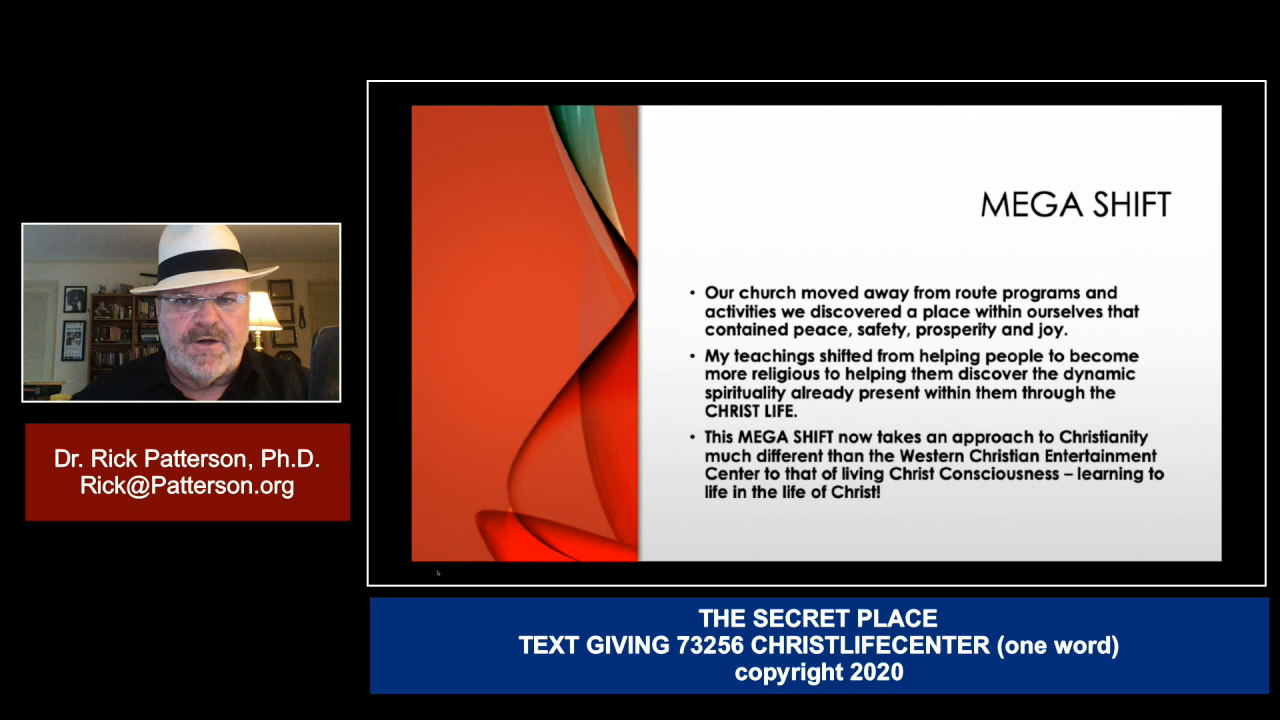 MEGA SHIFT
• Our church moved away from route programs and
activities we discovered a place within ourselves that
contained peace, safety, prosperity and joy.
• My teachings shifted from helping people to become
more religious to helping them discover the dynamic
spirituality already present within them through the
CHRIST LIFE.
• This MEGA SHIFT now takes an approach to Christianity
much different than the Western Christian Entertainment
Center to that of living Christ Consciousness – learning to
life in the life of Christ!
Dr. Rick Patterson, Ph.D.
Rick@Patterson.org
THE SECRET PLACE
TEXT GIVING 73256 CHRISTLIFECENTER (one word)
copyright 2020